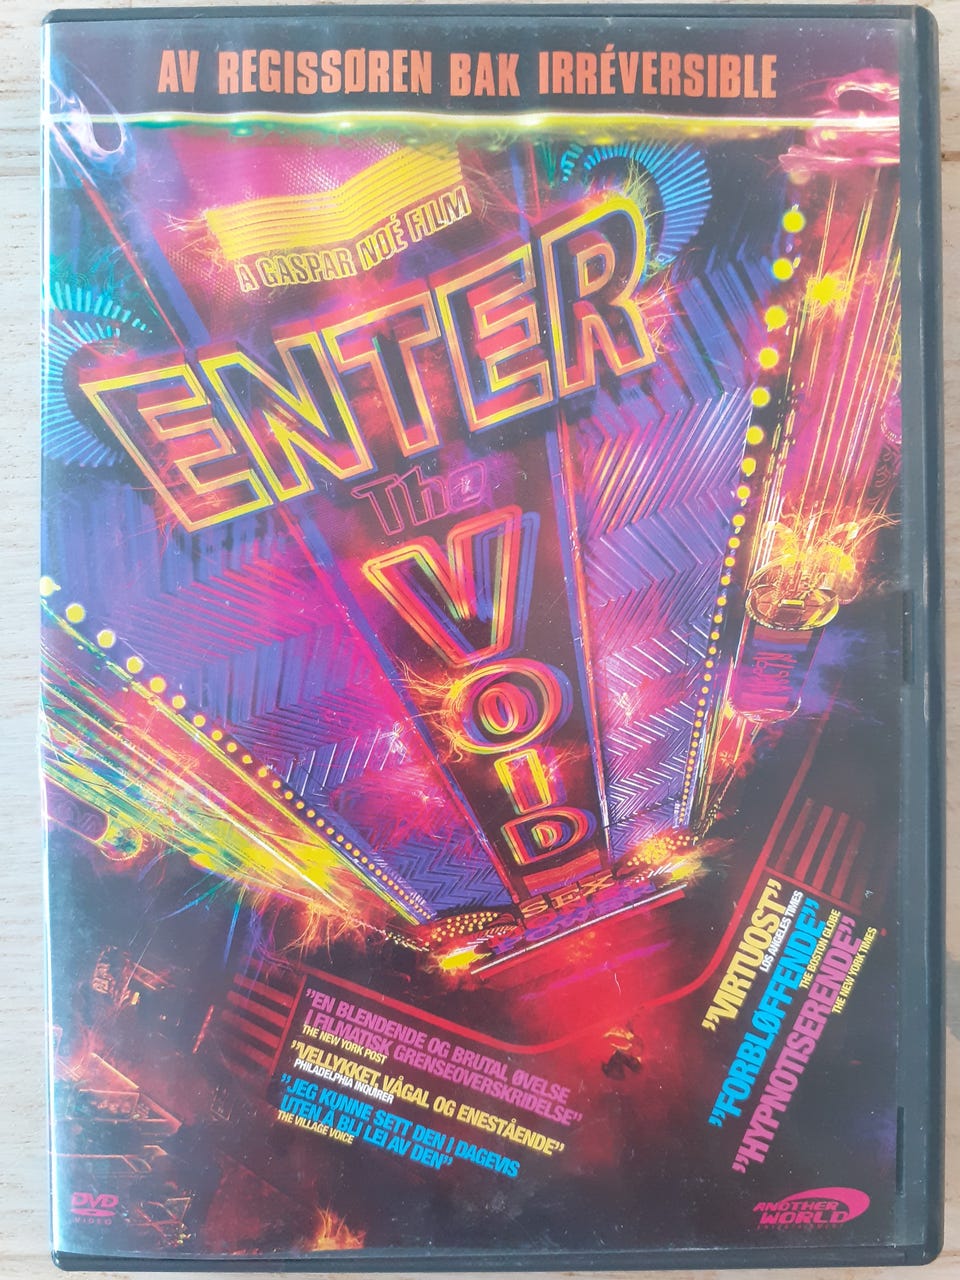 AV REGISSØREN BAK IRRÉVERSIBLE
A GASPAR NOÉ FILM
ENTER
The
VOID
SEX
POWER
"VIRTUOST"
LOS ANGELES TIMES
"FORBLØFFENDE"
THE BOSTON GLOBE
"HYPNOTISERENDE"
THE NEW YORK TIMES
"EN BLENDENDE OG BRUTAL ØVELSE
I FILMATISK GRENSEOVERSKRIDELSE"
THE NEW YORK POST
"VELLYKKET, VÅGAL OG ENESTÅENDE"
PHILADELPHIA INQUIRER
"JEG KUNNE SETT DEN I DAGEVIS
UTEN Å BLI LEI AV DEN"
THE VILLAGE VOICE
DVD
VIDEO
ANOTHER
WORLD
ENTERTAINMENT